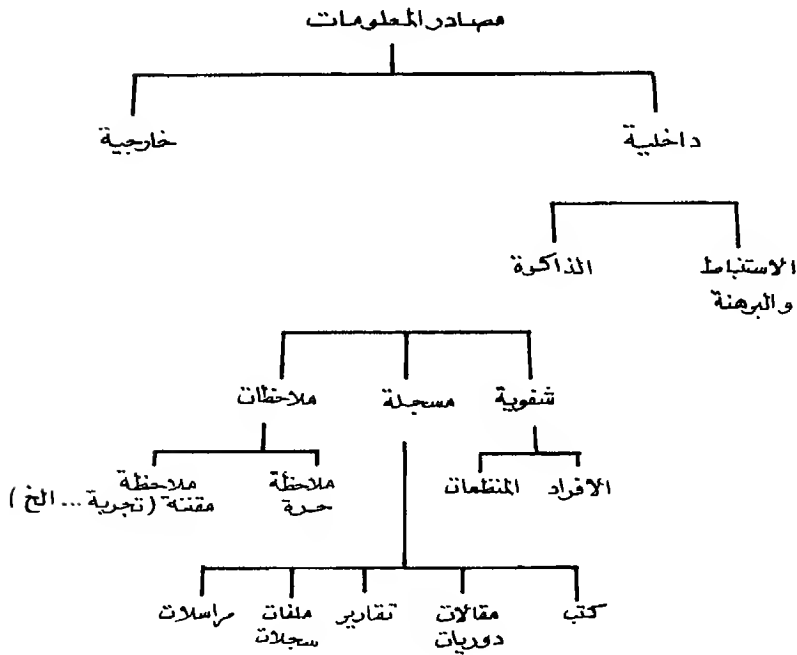 مصادر المعلومات
داخلية
خارجية
الاستنباط
والبرهنة
الذاكرة
شفوية
مسجلة
ملاحظات
الافراد
المنظمات
ملاحظة
حرة
ملاحظة
مقننة (تجربة... الخ)
كتب
مقالات
دوريات
تقارير
ملفات
سجلات
مراسلات